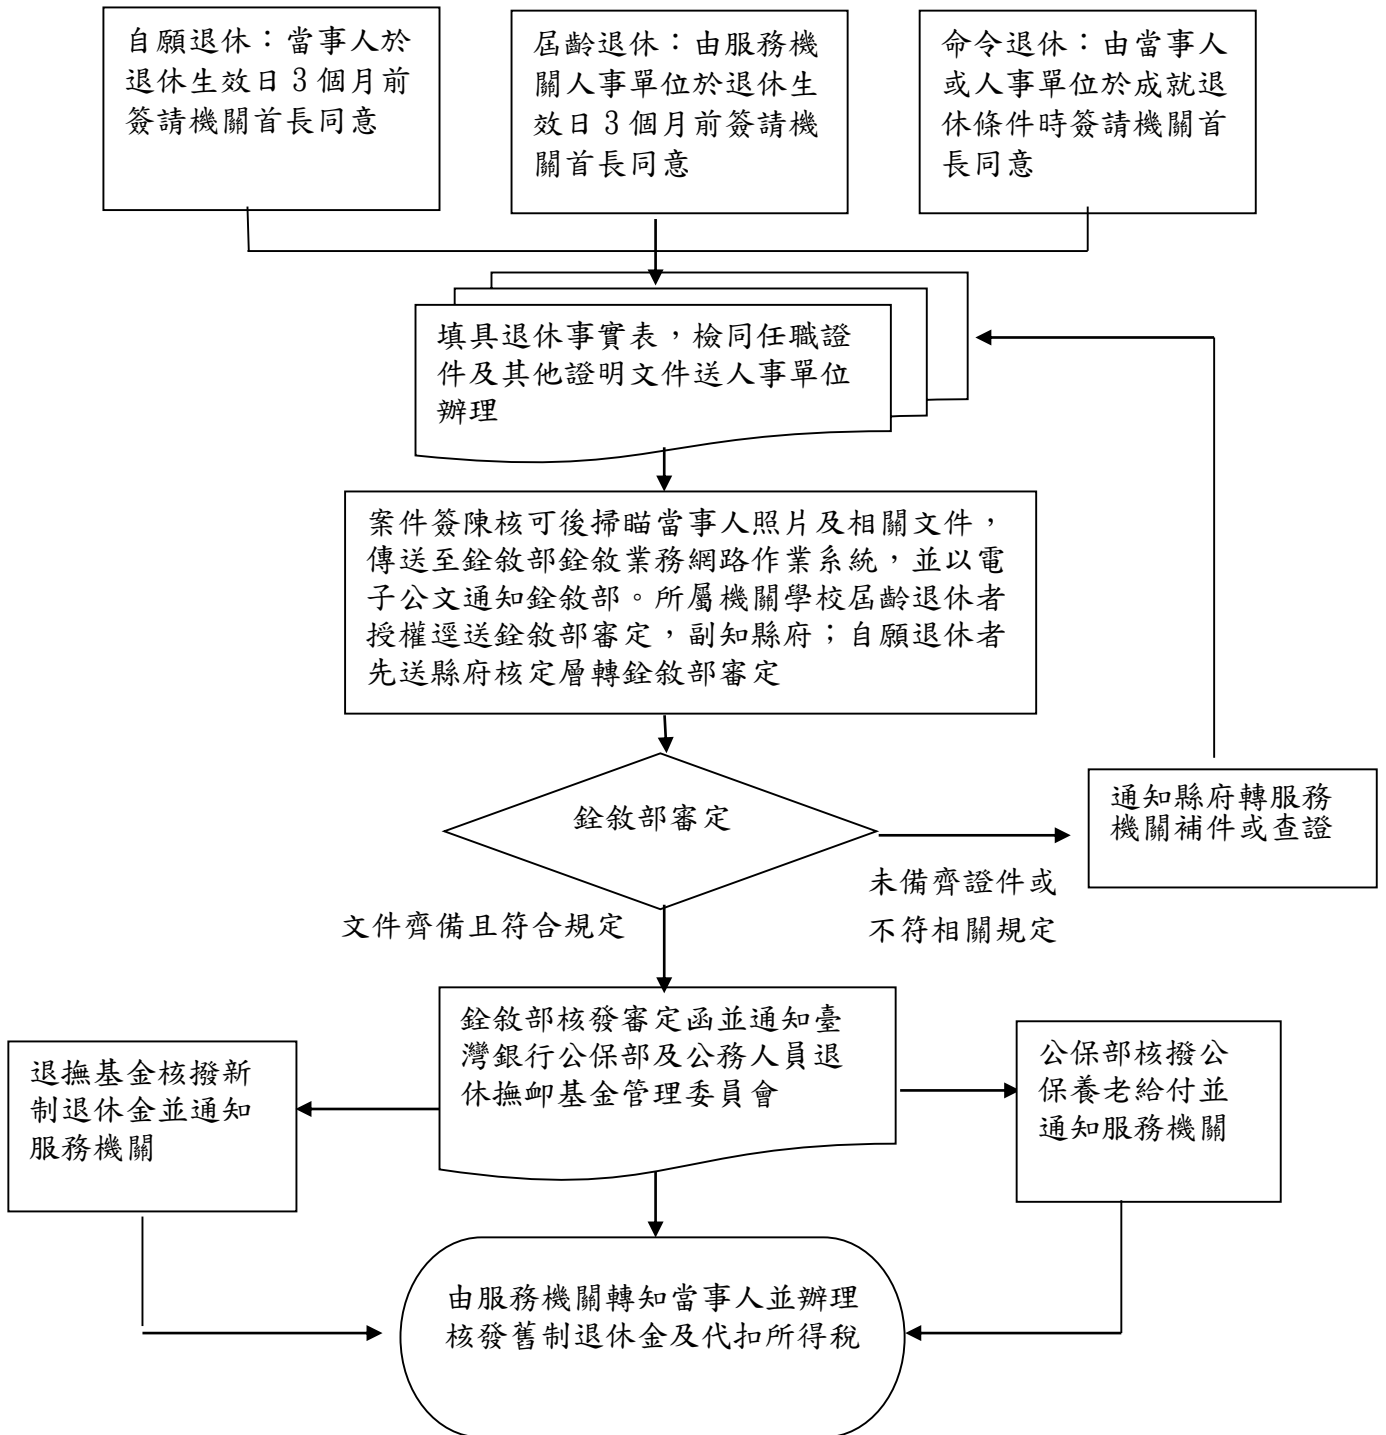 自願退休：當事人於
退休生效日3個月前
簽請機關首長同意
屆齡退休：由服務機
關人事單位於退休生
效日3個月前簽請機
關首長同意
命令退休：由當事人
或人事單位於成就退
休條件時簽請機關首
長同意
填具退休事實表，檢同任職證
件及其他證明文件送人事單位
辦理
案件簽陳核可後掃瞄當事人照片及相關文件，
傳送至銓敘部銓敘業務網路作業系統，並以電
子公文通知銓敘部。所屬機關學校屆齡退休者
授權逕送銓敘部審定，副知縣府；自願退休者
先送縣府核定層轉銓敘部審定
銓敘部審定
通知縣府轉服務
機關補件或查證
未備齊證件或
不符相關規定
文件齊備且符合規定
銓敘部核發審定函並通知臺
灣銀行公保部及公務人員退
休撫卹基金管理委員會
退撫基金核撥新
制退休金並通知
服務機關
公保部核撥公
保養老給付並
通知服務機關
由服務機關轉知當事人並辦理
核發舊制退休金及代扣所得稅